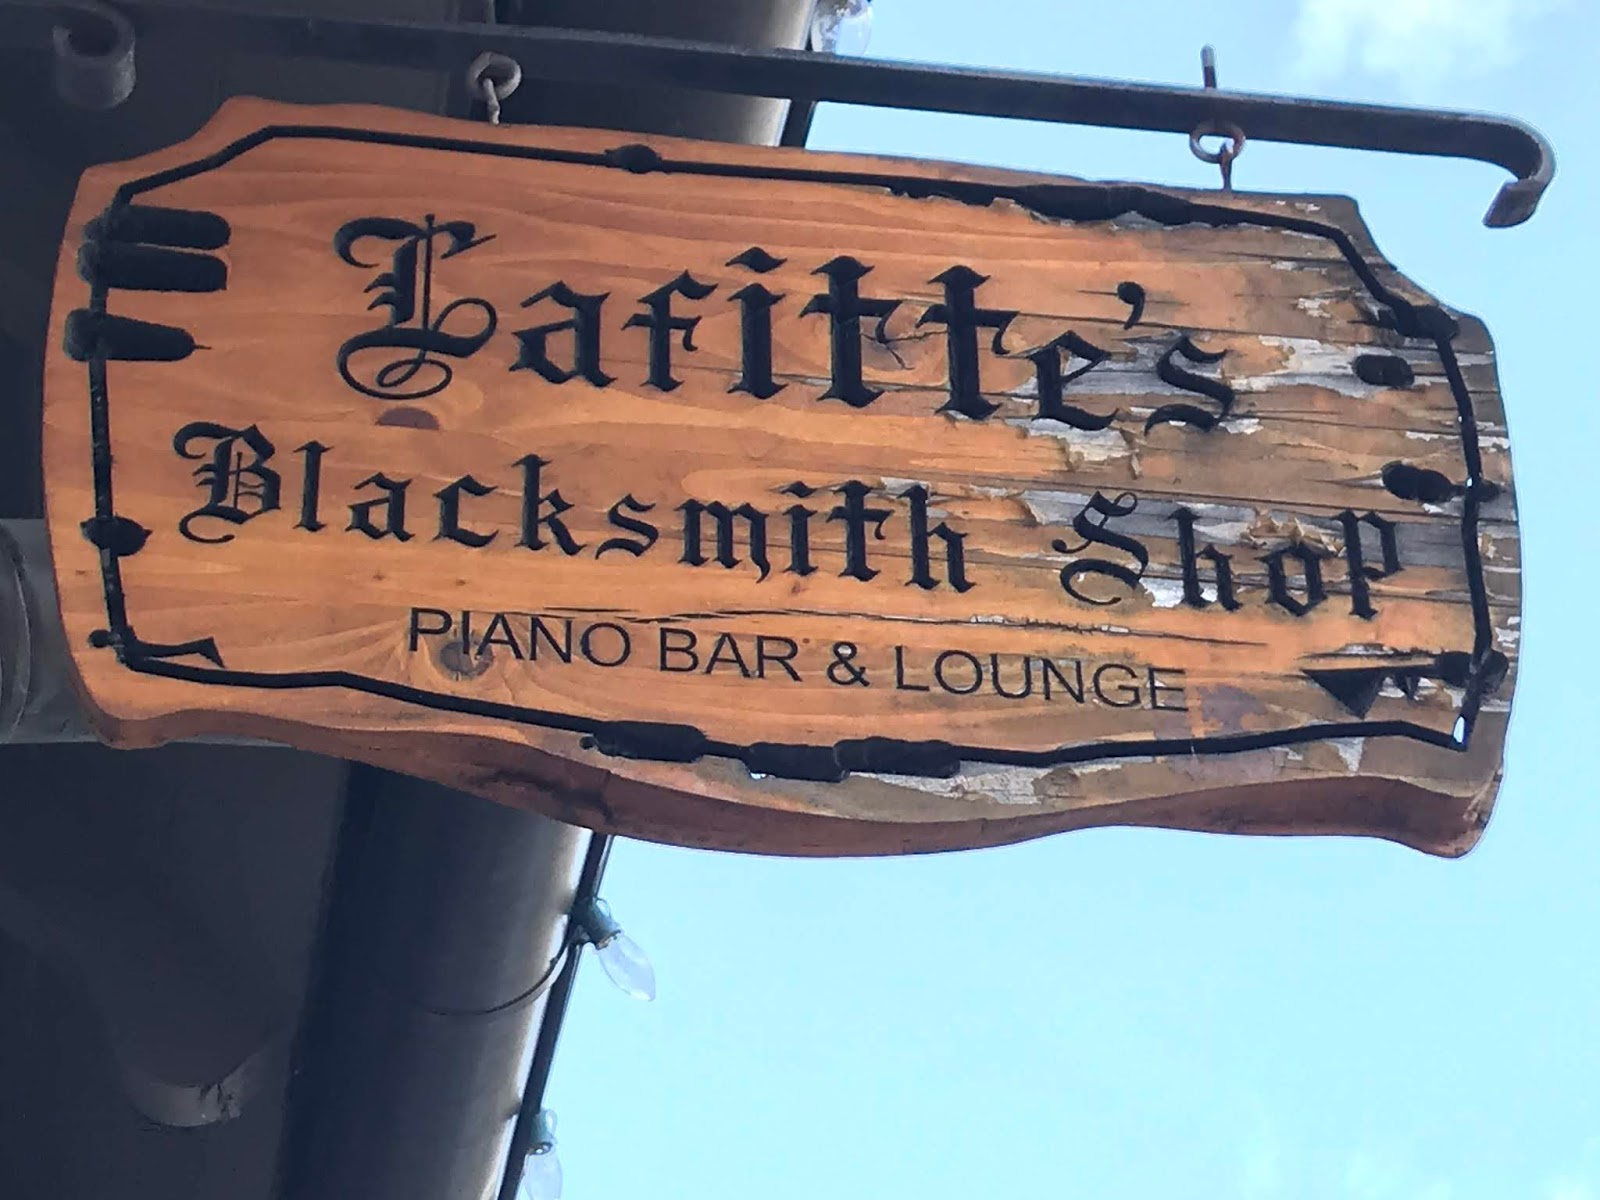 Lafitte's
Blacksmith Shop
PIANO BAR & LOUNGE